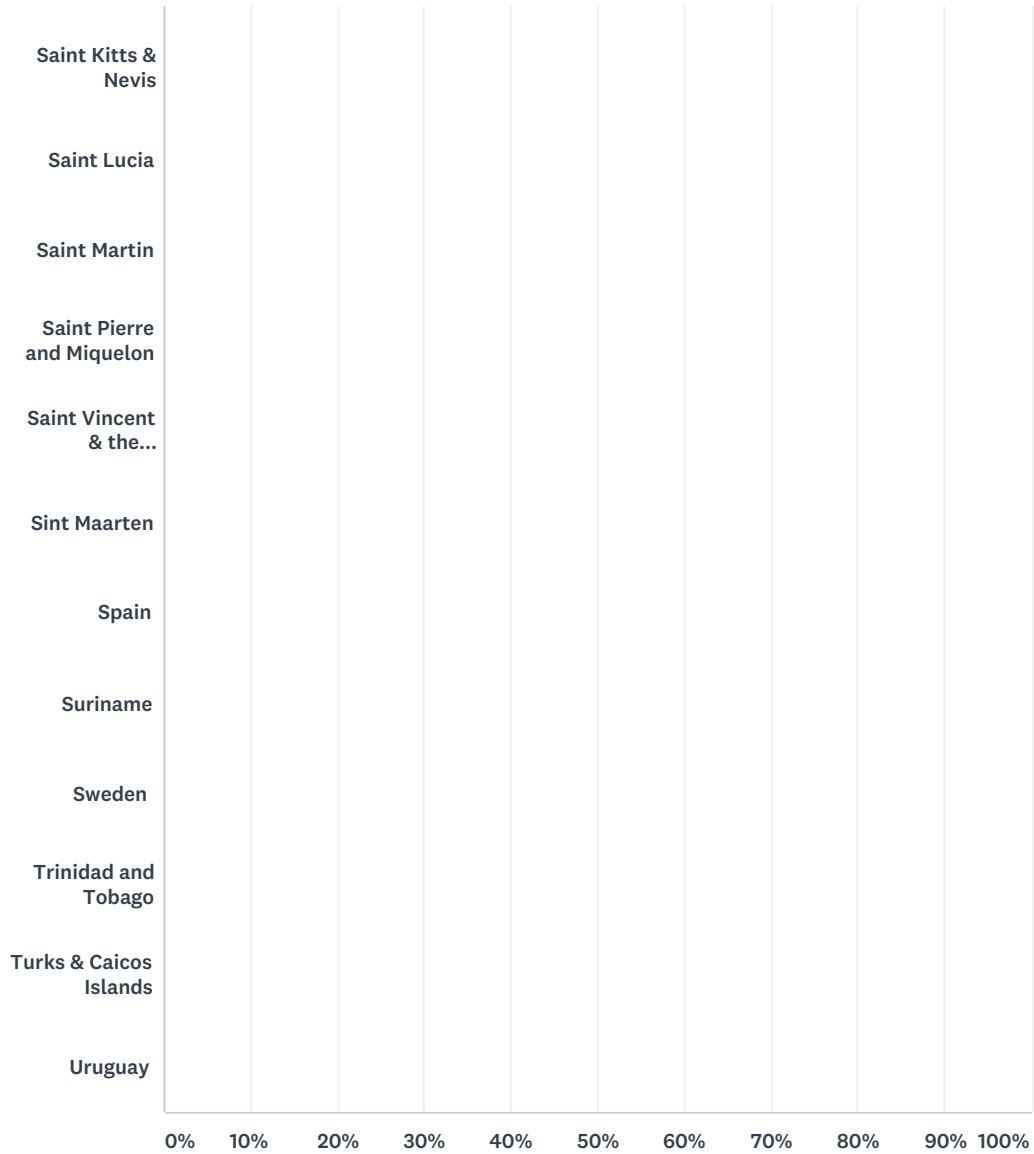 Saint Kitts &
Nevis
Saint Lucia
Saint Martin
Saint Pierre
and Miquelon
Saint Vincent
& the...
Sint Maarten
Spain
Suriname
Sweden
Trinidad and
Tobago
Turks & Caicos
Islands
Uruguay
0% 10% 20% 30% 40% 50% 60% 70% 80% 90% 100%